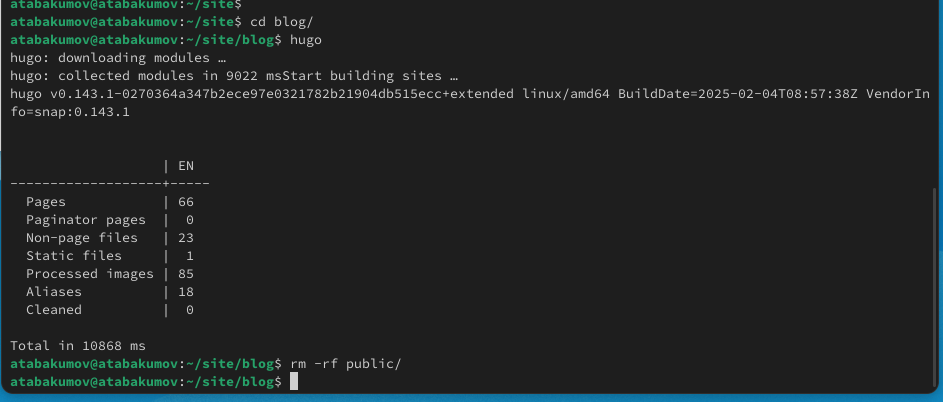 atabakumov@atabakumov:~/site$
atabakumov@atabakumov:~/site$ cd blog/
atabakumov@atabakumov:~/site/blog$ hugo
hugo: downloading modules …
hugo: collected modules in 9022 msStart building sites …
hugo v0.143.1-0270364a347b2ece97e0321782b21904db515ecc+extended linux/amd64 BuildDate=2025-02-04T08:57:38Z VendorIn
fo=snap:0.143.1
                   | EN
-------------------+-----
  Pages            | 66
  Paginator pages  |  0
  Non-page files   | 23
  Static files     |  1
  Processed images | 85
  Aliases          | 18
  Cleaned          |  0
Total in 10868 ms
atabakumov@atabakumov:~/site/blog$ rm -rf public/
atabakumov@atabakumov:~/site/blog$